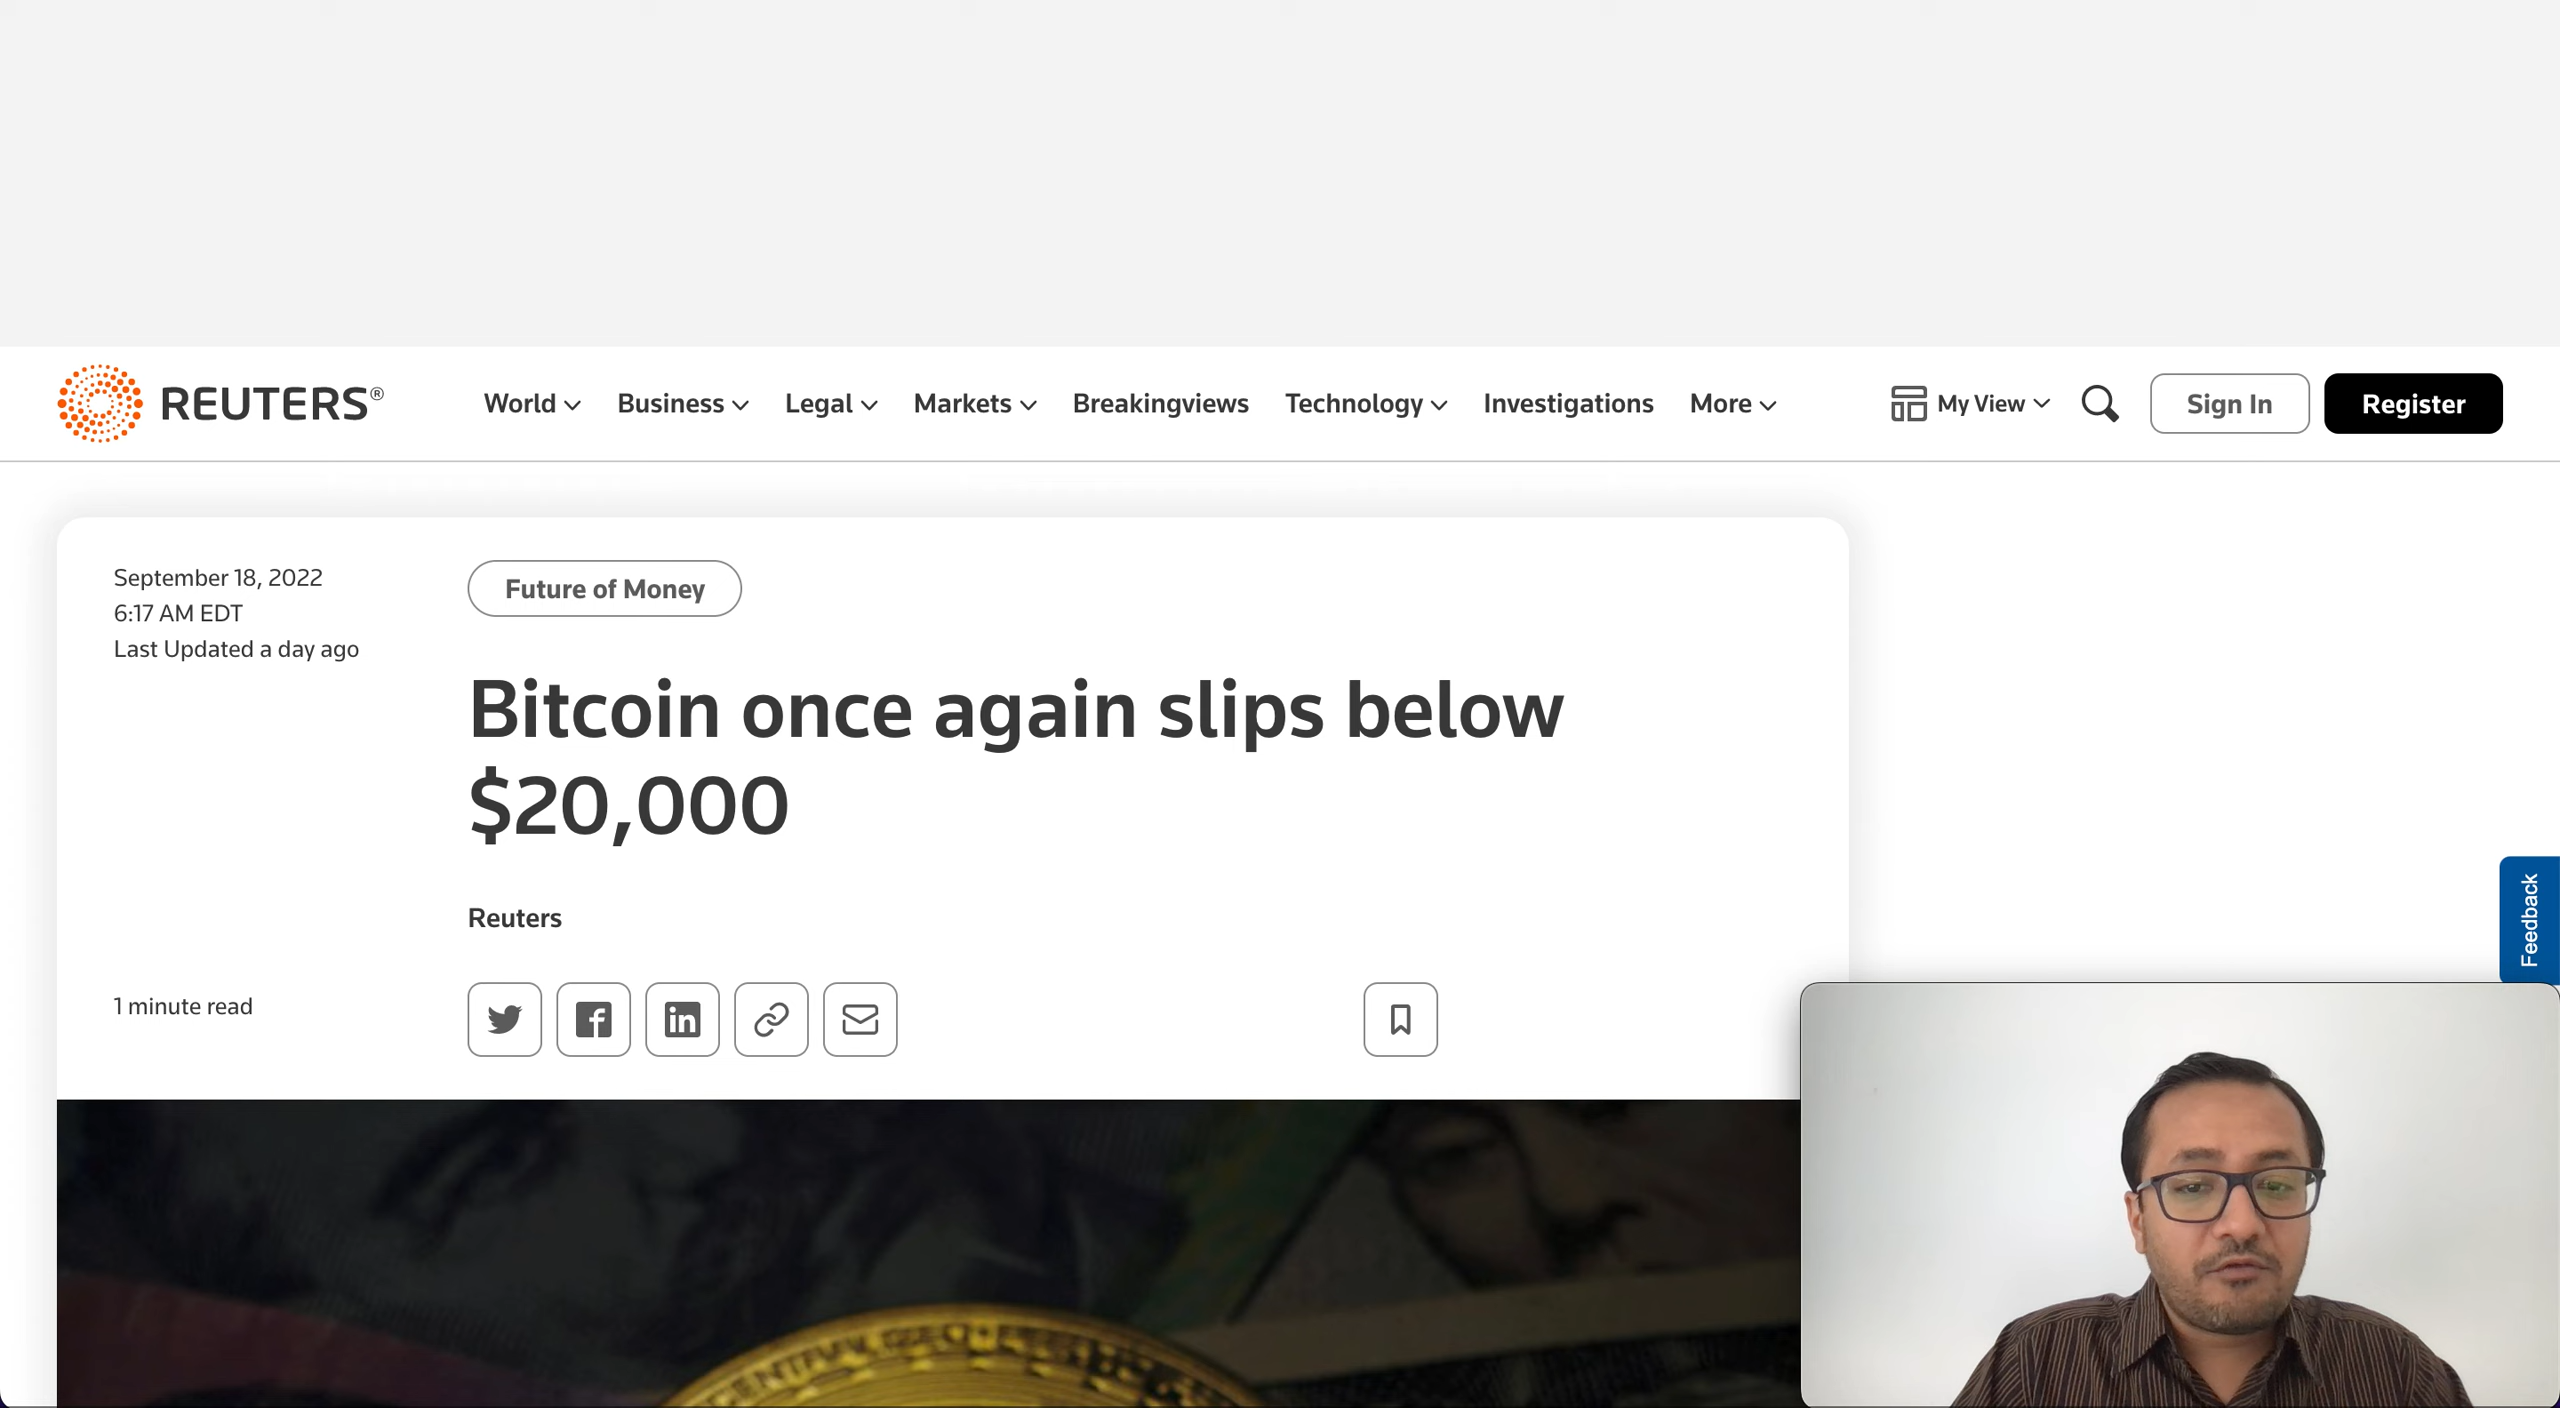 REUTERS®
World
Business
Legal
Markets
Breakingviews
Technology
Investigations
More
My View
Sign In
Register
September 18, 2022
6:17 AM EDT
Last Updated a day ago
Future of Money
Bitcoin once again slips below
$20,000
Reuters
1 minute read
Feedback